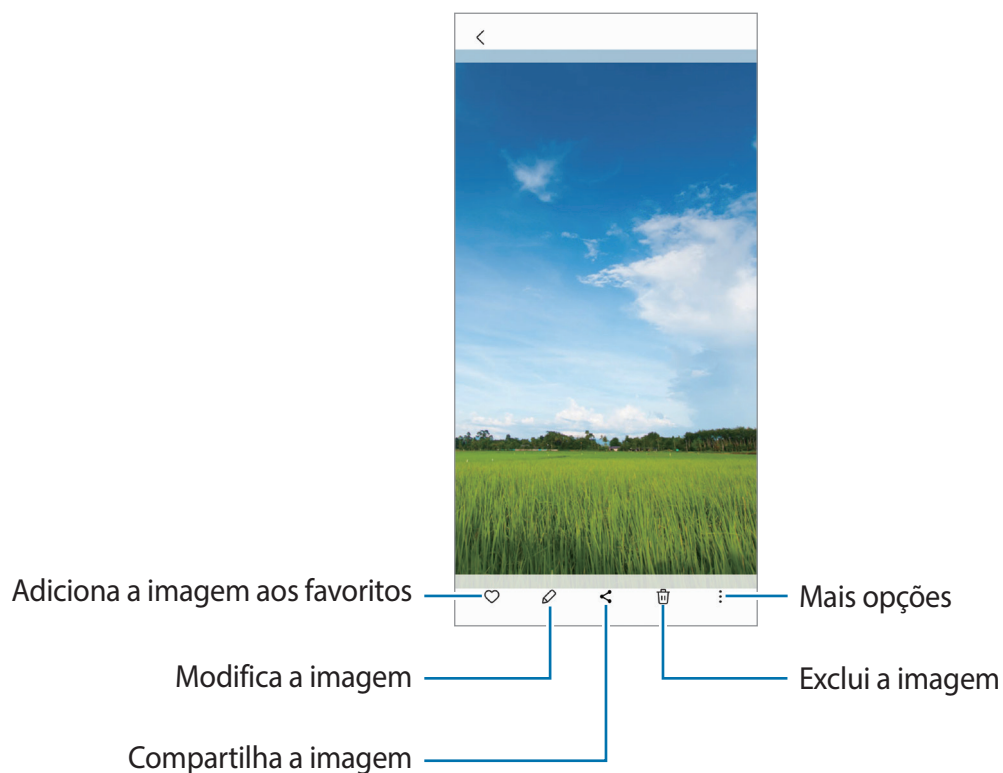 Adiciona a imagem aos favoritos
Mais opções
Modifica a imagem
Exclui a imagem
Compartilha a imagem